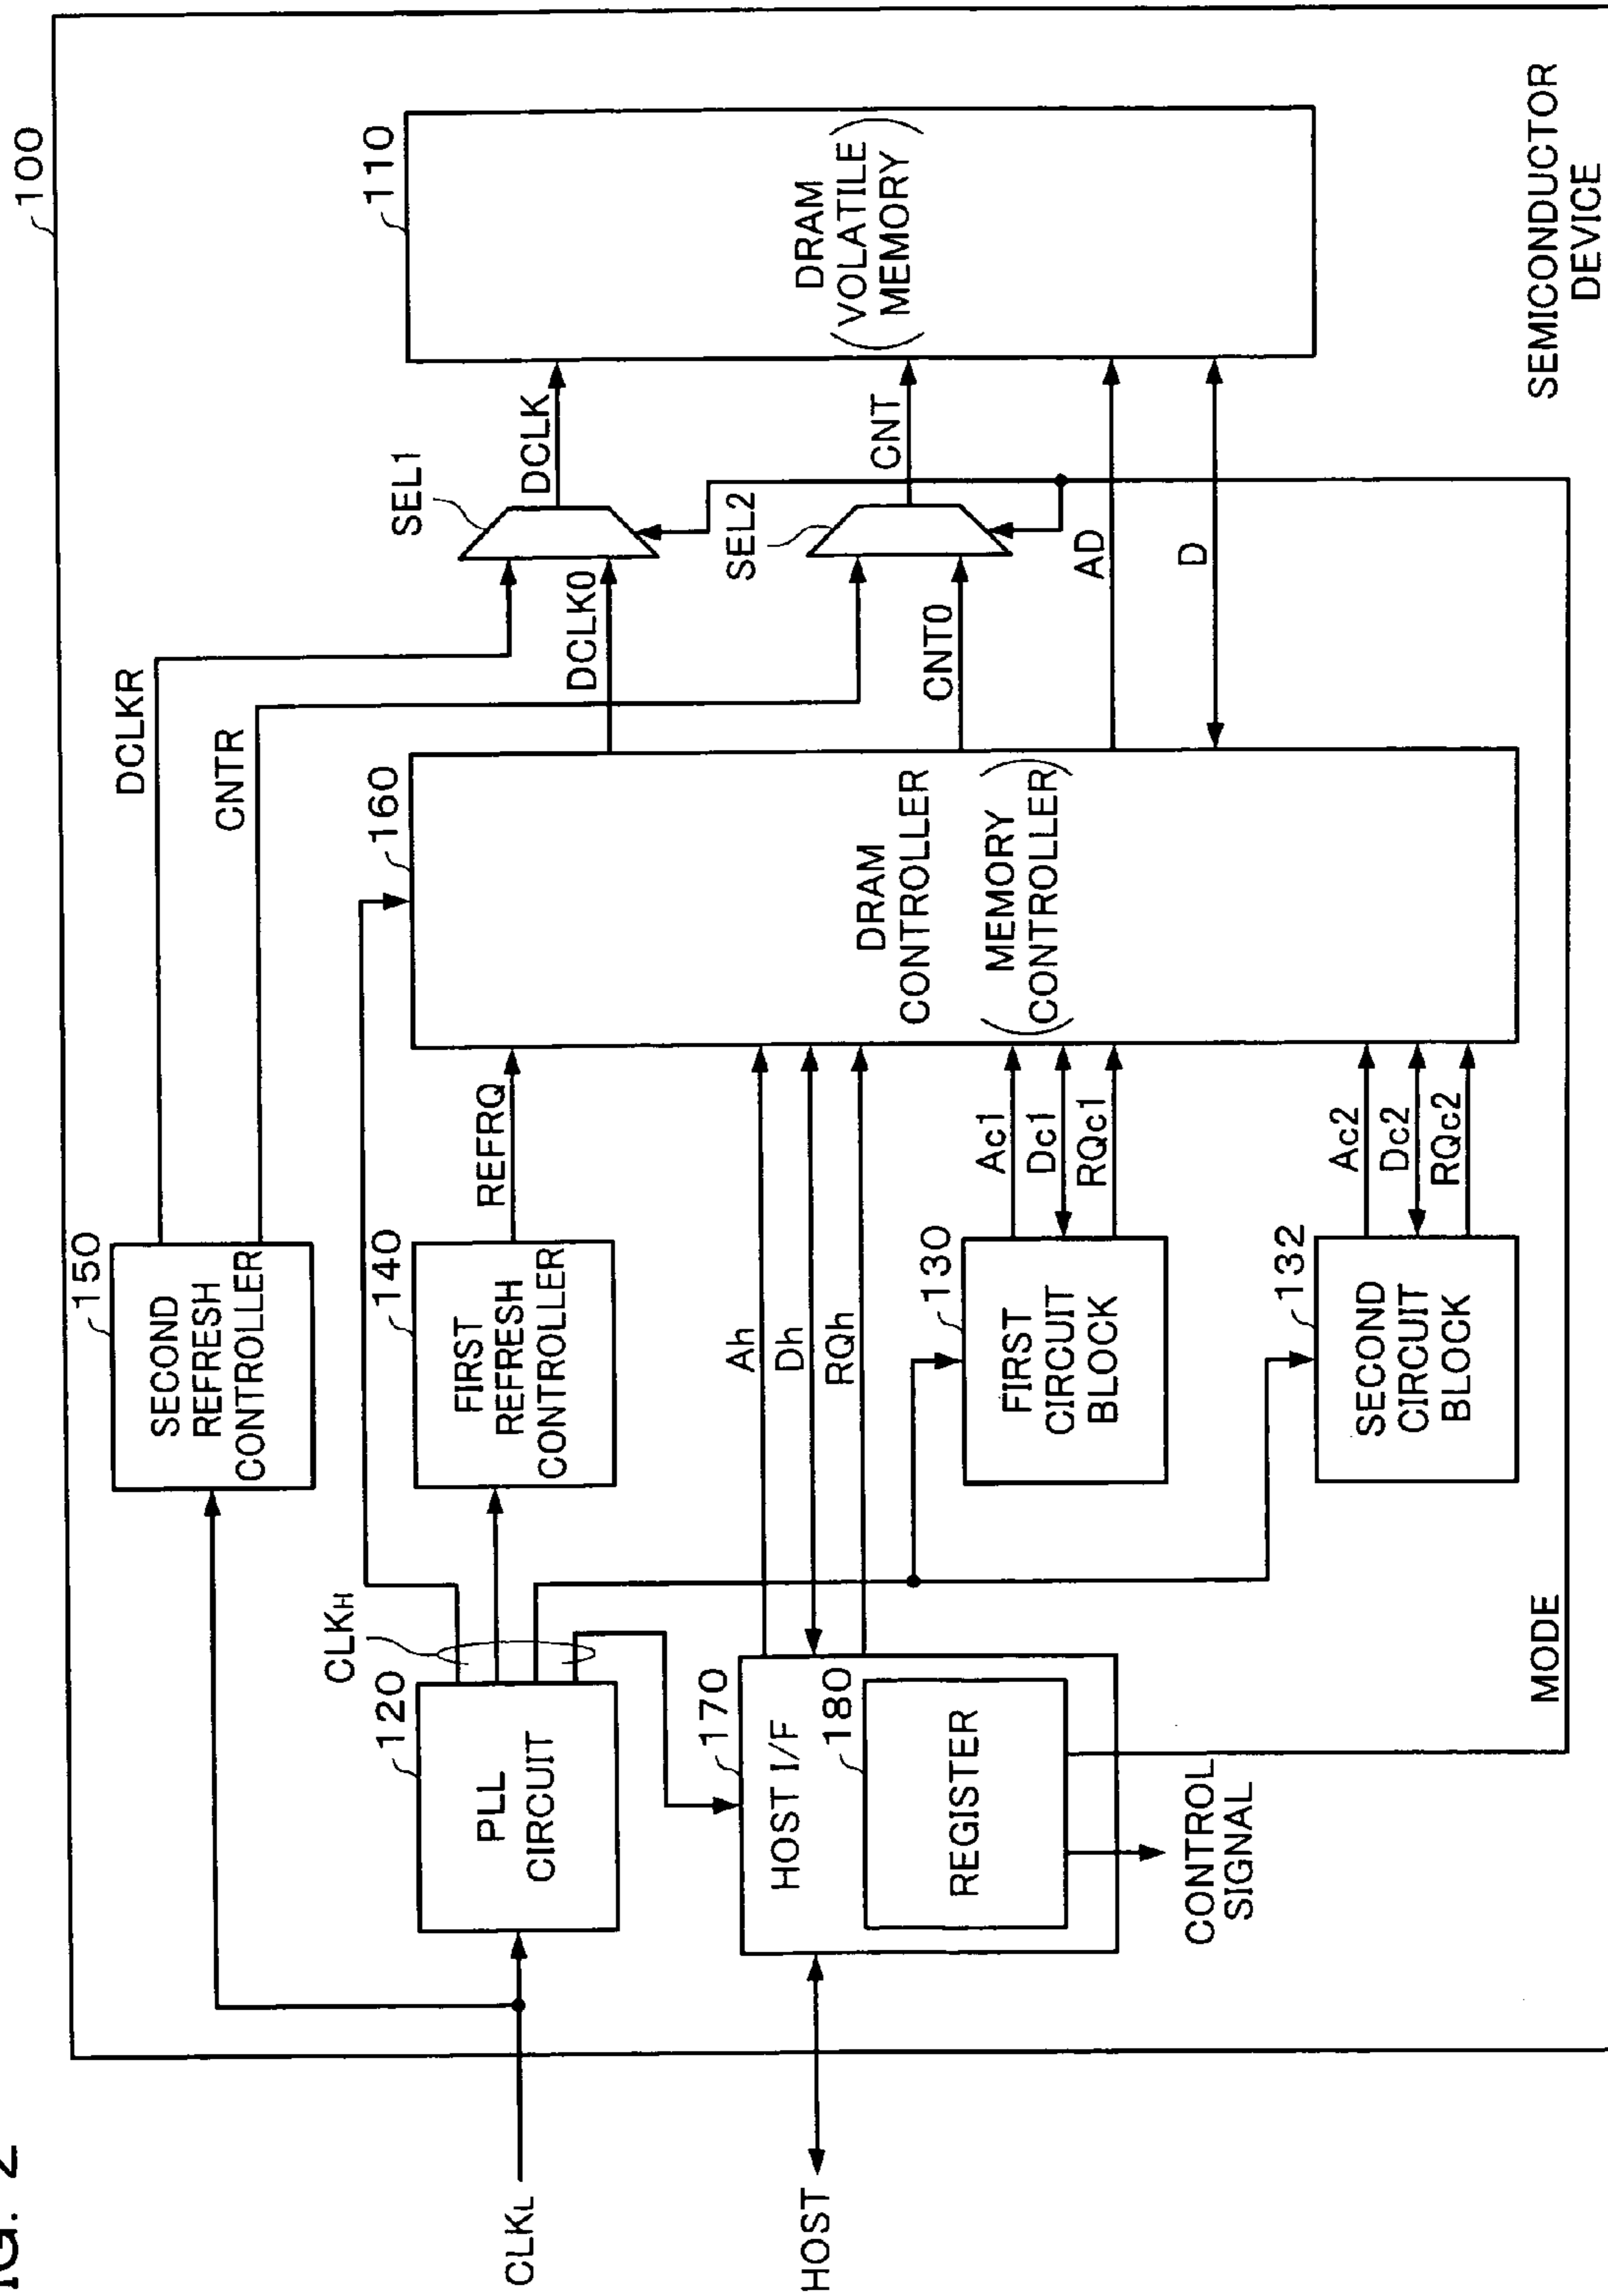 FIG. 2
100
SEMICONDUCTOR
DEVICE
150
SECOND
REFRESH
CONTROLLER
DCLKR
CNTR
CLKL
CLKH
120
PLL
CIRCUIT
140
FIRST
REFRESH
CONTROLLER
REFRQ
160
DRAM
CONTROLLER
(MEMORY
CONTROLLER)
DCLK0
SEL1
DCLK
110
DRAM
(VOLATILE
MEMORY)
SEL2
CNT0
CNT
AD
D
HOST
170
HOST I/F
180
REGISTER
CONTROL
SIGNAL
MODE
Ah
Dh
RQh
130
FIRST
CIRCUIT
BLOCK
Ac1
Dc1
RQc1
132
SECOND
CIRCUIT
BLOCK
Ac2
Dc2
RQc2